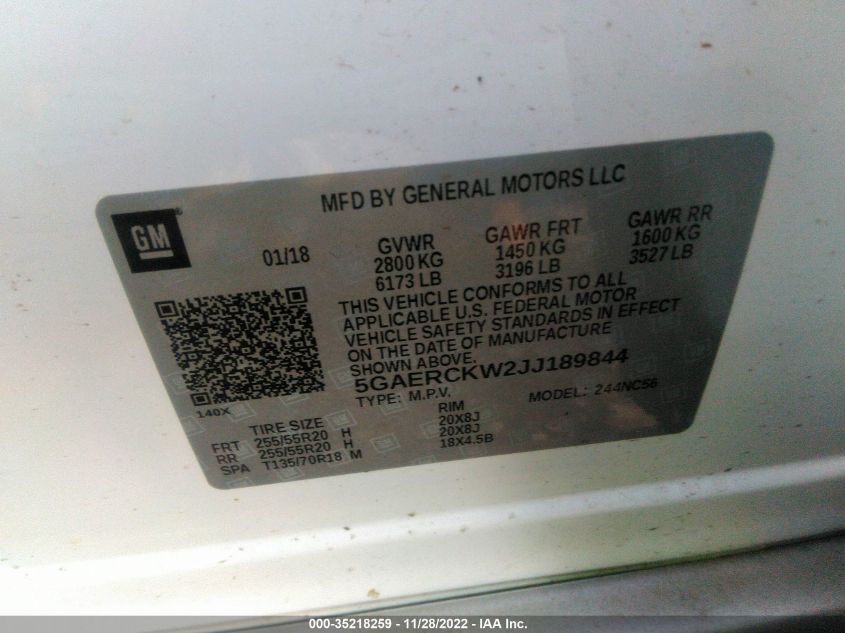 MFD BY GENERAL MOTORS LLC
GM ®
01/18 GVWR GAWR FRT GAWR RR
2800 KG 1450 KG 1600 KG
6173 LB 3196 LB 3527 LB
THIS VEHICLE CONFORMS TO ALL
APPLICABLE U.S. FEDERAL MOTOR
VEHICLE SAFETY STANDARDS IN EFFECT
ON THE DATE OF MANUFACTURE
SHOWN ABOVE.
5GAERCKW2JJ189844
TYPE: M.P.V. MODEL: 244NC56
140X
TIRE SIZE RIM
FRT 255/55R20 H 20X8J
RR 255/55R20 H 20X8J
SPA T135/70R18 M 18X4.5B
000-35218259 - 11/28/2022 - IAA Inc.